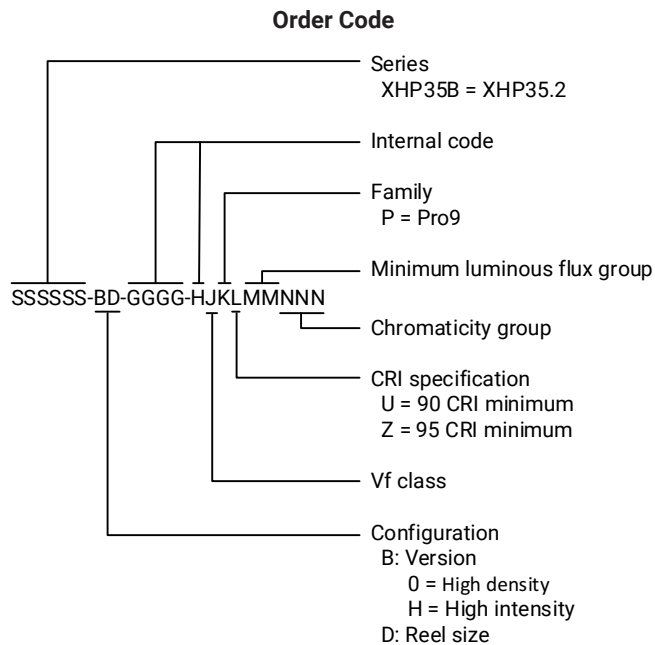 Order Code
Series
XHP35B = XHP35.2
Internal code
Family
P = Pro9
Minimum luminous flux group
SSSSSS-BD-GGGG-HJKLMMNNN
Chromaticity group
CRI specification
U = 90 CRI minimum
Z = 95 CRI minimum
Vf class
Configuration
B: Version
0 = High density
H = High intensity
D: Reel size